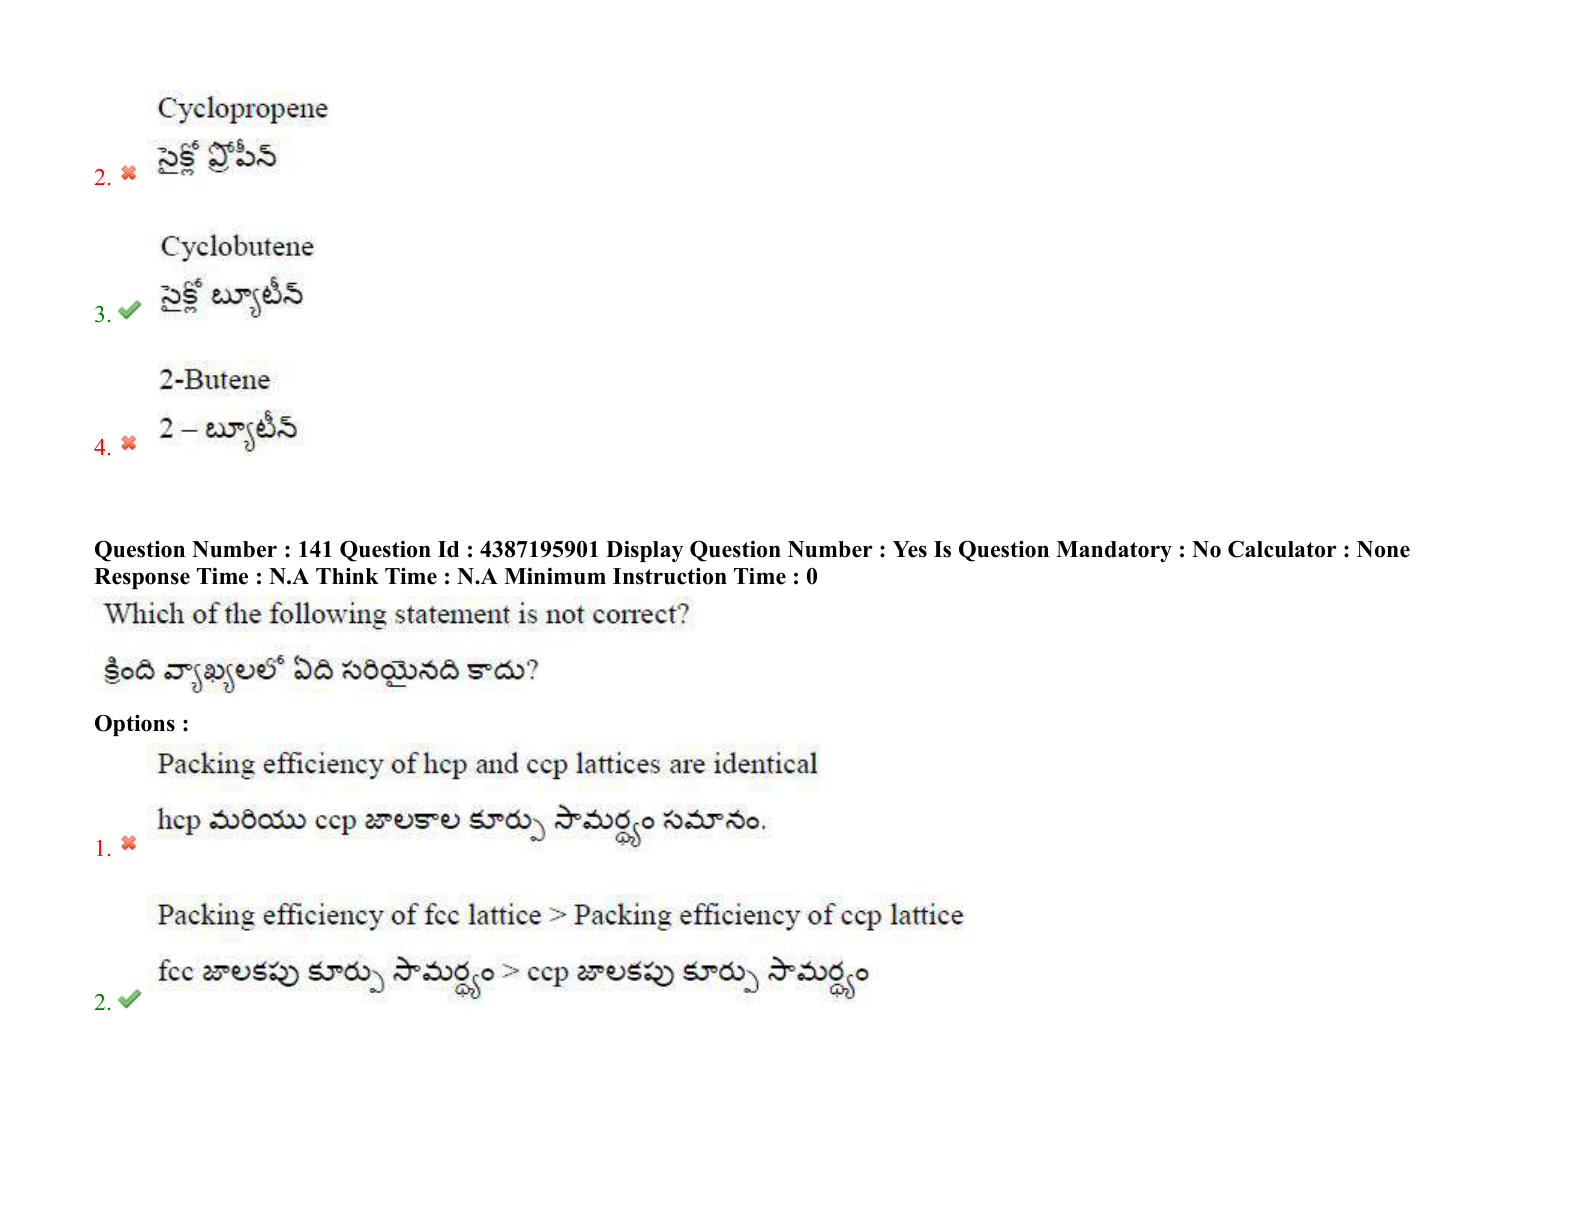 Cyclopropene
2. సైక్లో ప్రోపీన్
Cyclobutene
3. సైక్లో బ్యూటీన్
2-Butene
4. 2 – బ్యూటీన్
Question Number : 141 Question Id : 4387195901 Display Question Number : Yes Is Question Mandatory : No Calculator : None
Response Time : N.A Think Time : N.A Minimum Instruction Time : 0
Which of the following statement is not correct?
క్రింది వ్యాఖ్యలలో ఏది సరియైనది కాదు?
Options :
Packing efficiency of hcp and ccp lattices are identical
1. hcp మరియు ccp జాలకాల కూర్పు సామర్థ్యం సమానం.
Packing efficiency of fcc lattice > Packing efficiency of ccp lattice
2. fcc జాలకపు కూర్పు సామర్థ్యం > ccp జాలకపు కూర్పు సామర్థ్యం